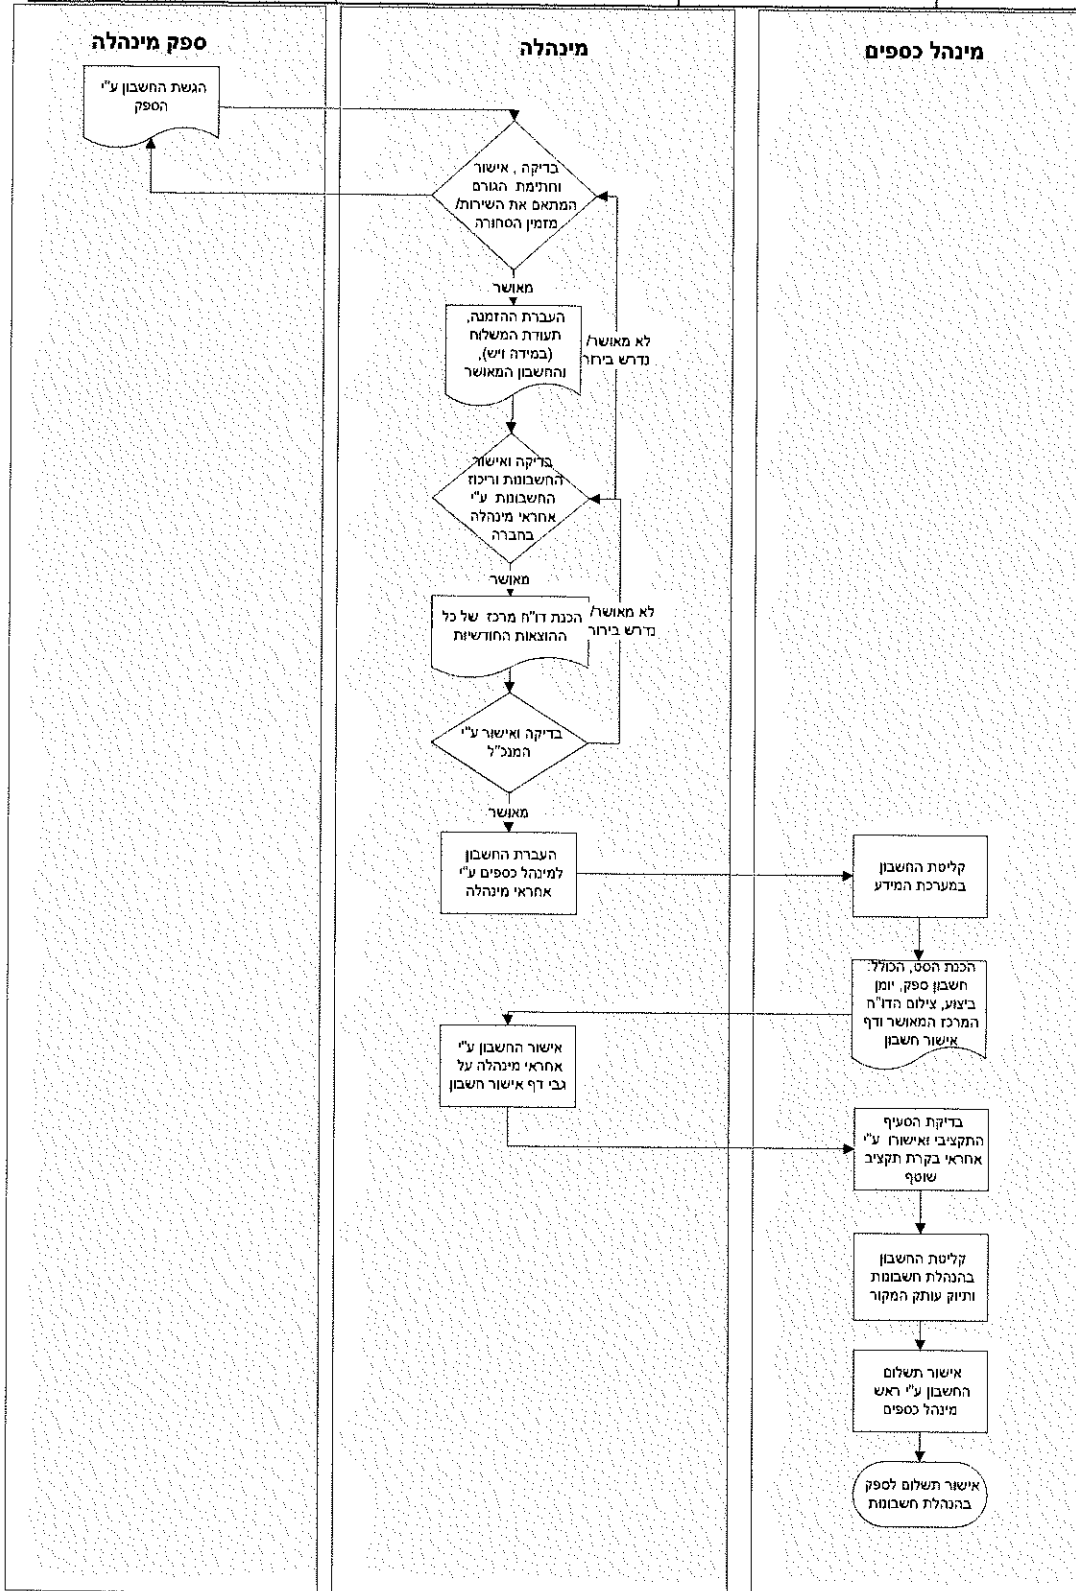 מינהל כספים
מינהלה
ספק מינהלה
הגשת החשבון ע"י
הספק
בדיקה, אישור
וחתימת הגורם
המתאם את השירות/
מזמין הסחורה
מאושר
העברת ההזמנה,
תעודת המשלוח
(במידה ויש),
והחשבון המאושר
לא מאושר/
נדרש בירור
בדיקה ואישור
החשבונות וריכוז
החשבונות ע"י
אחראי מינהלה
בחברה
מאושר
הכנת דו"ח מרכז של כל
ההוצאות החודשיות
לא מאושר/
נדרש בירור
בדיקה ואישור ע"י
המנכ"ל
מאושר
העברת החשבון
למינהל כספים ע"י
אחראי מינהלה
קליטת החשבון
במערכת המידע
הכנת הסט, הכולל:
חשבון ספק, יומן
ביצוע, צילום הדו"ח
המרכז המאושר ודף
אישור חשבון
אישור החשבון ע"י
אחראי מינהלה על
גבי דף אישור חשבון
בדיקת הסעיף
התקציבי ואישורו ע"י
אחראי בקרת תקציב
שוטף
קליטת החשבון
בהנהלת חשבונות
ותיוק עותק המקור
אישור תשלום
החשבון ע"י ראש
מינהל כספים
אישור תשלום לספק
בהנהלת חשבונות